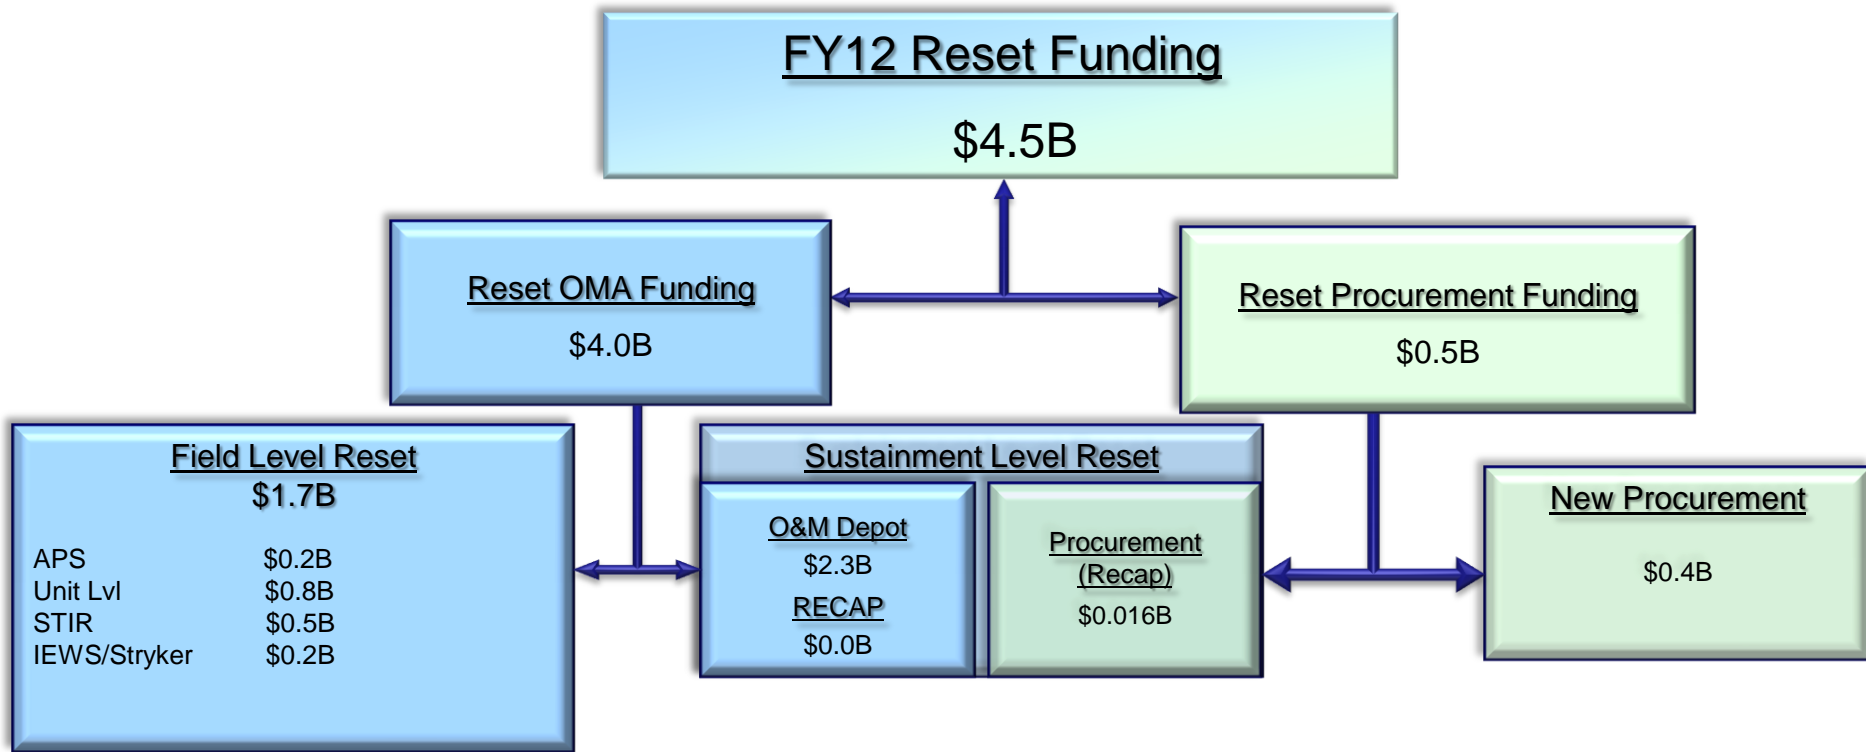 FY12 Reset Funding
$4.5B
Reset OMA Funding
$4.0B
Reset Procurement Funding
$0.5B
Field Level Reset
$1.7B
APS $0.2B
Unit Lvl $0.8B
STIR $0.5B
IEWS/Stryker $0.2B
Sustainment Level Reset
O&M Depot
$2.3B
RECAP
$0.0B
Procurement
(Recap)
$0.016B
New Procurement
$0.4B